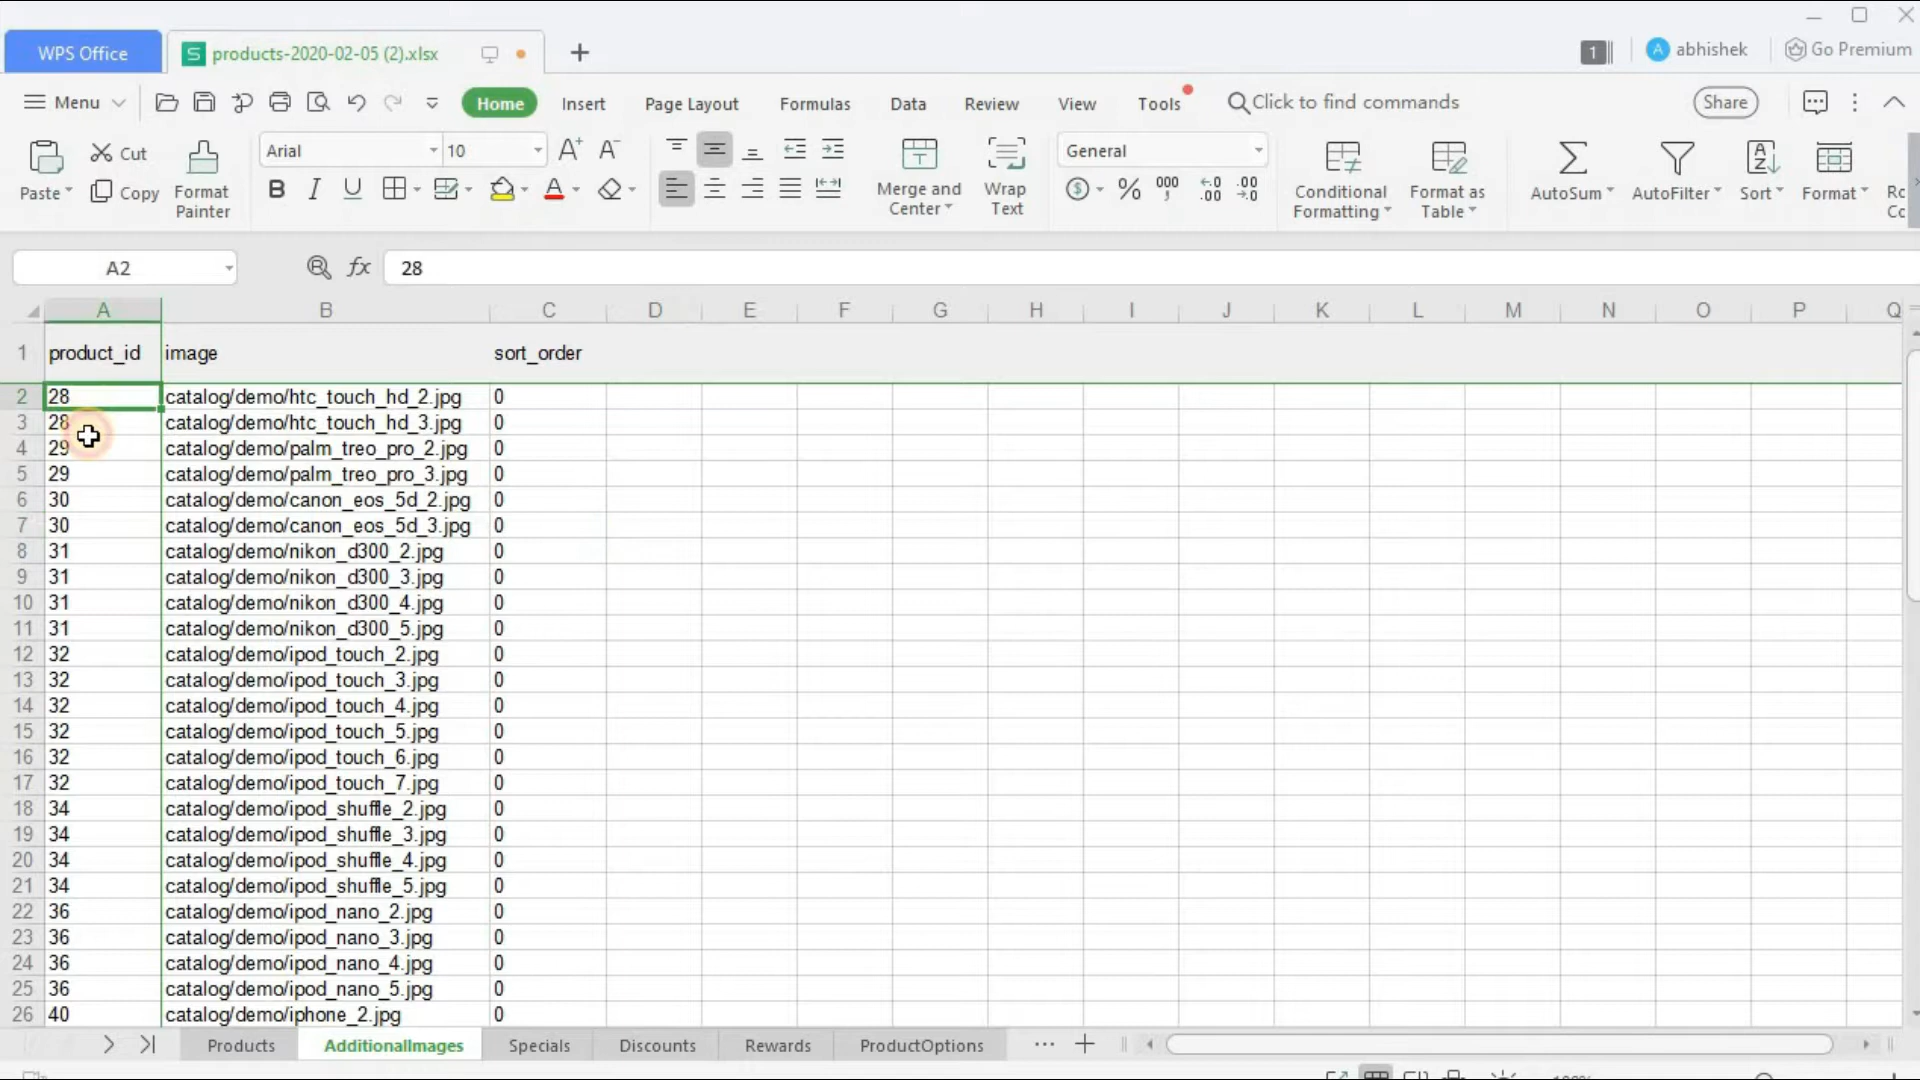 WPS Office products-2020-02-05 (2).xlsx 1 A abhishek Go Premium
Menu Home Insert Page Layout Formulas Data Review View Tools Click to find commands Share
Paste Cut Copy Format Painter Arial 10 B I U A Merge and Center Wrap Text General % 000 Conditional Formatting Format as Table AutoSum AutoFilter Sort Format
A2 fx 28
A B C D E F G H I J K L M N O P Q
1 product_id image sort_order
2 28 catalog/demo/htc_touch_hd_2.jpg 0
3 28 catalog/demo/htc_touch_hd_3.jpg 0
4 29 catalog/demo/palm_treo_pro_2.jpg 0
5 29 catalog/demo/palm_treo_pro_3.jpg 0
6 30 catalog/demo/canon_eos_5d_2.jpg 0
7 30 catalog/demo/canon_eos_5d_3.jpg 0
8 31 catalog/demo/nikon_d300_2.jpg 0
9 31 catalog/demo/nikon_d300_3.jpg 0
10 31 catalog/demo/nikon_d300_4.jpg 0
11 31 catalog/demo/nikon_d300_5.jpg 0
12 32 catalog/demo/ipod_touch_2.jpg 0
13 32 catalog/demo/ipod_touch_3.jpg 0
14 32 catalog/demo/ipod_touch_4.jpg 0
15 32 catalog/demo/ipod_touch_5.jpg 0
16 32 catalog/demo/ipod_touch_6.jpg 0
17 32 catalog/demo/ipod_touch_7.jpg 0
18 34 catalog/demo/ipod_shuffle_2.jpg 0
19 34 catalog/demo/ipod_shuffle_3.jpg 0
20 34 catalog/demo/ipod_shuffle_4.jpg 0
21 34 catalog/demo/ipod_shuffle_5.jpg 0
22 36 catalog/demo/ipod_nano_2.jpg 0
23 36 catalog/demo/ipod_nano_3.jpg 0
24 36 catalog/demo/ipod_nano_4.jpg 0
25 36 catalog/demo/ipod_nano_5.jpg 0
26 40 catalog/demo/iphone_2.jpg 0
Products AdditionalImages Specials Discounts Rewards ProductOptions ...